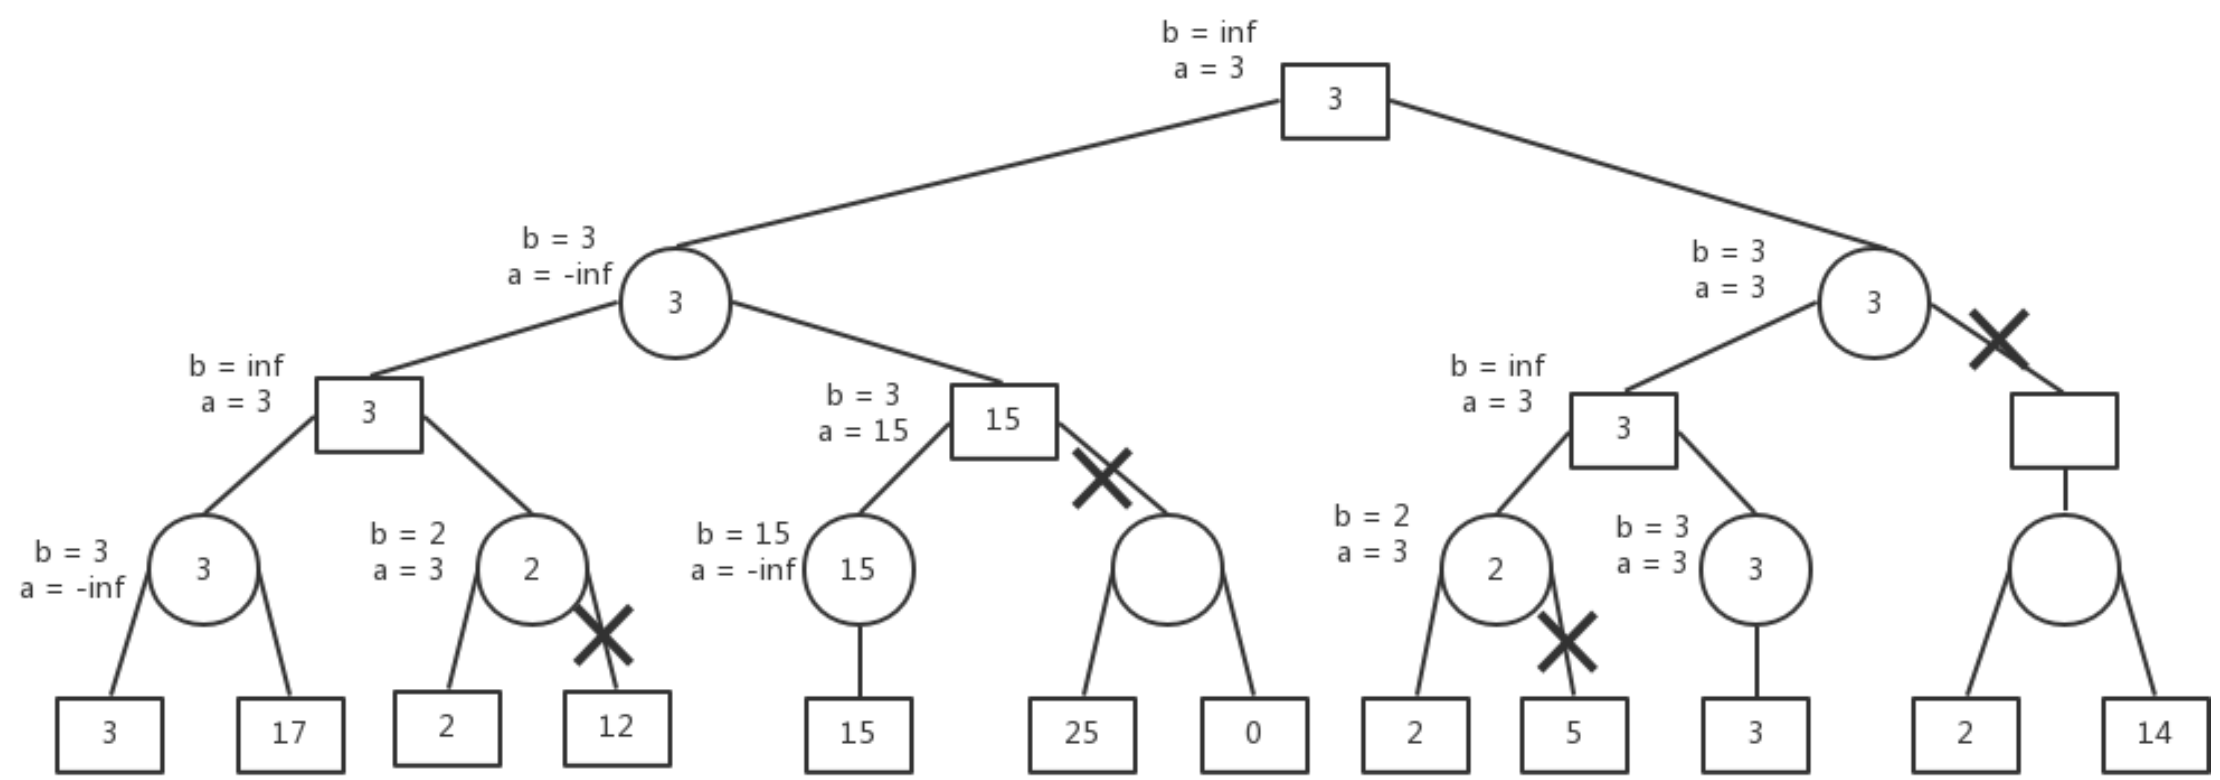 b = inf
a = 3
3
b = 3
a = -inf
3
b = 3
a = 3
3
b = inf
a = 3
3
b = 3
a = 15
15
b = inf
a = 3
3
b = 3
a = -inf
3
b = 2
a = 3
2
b = 15
a = -inf
15
b = 2
a = 3
2
b = 3
a = 3
3
3
17
2
12
15
25
0
2
5
3
2
14